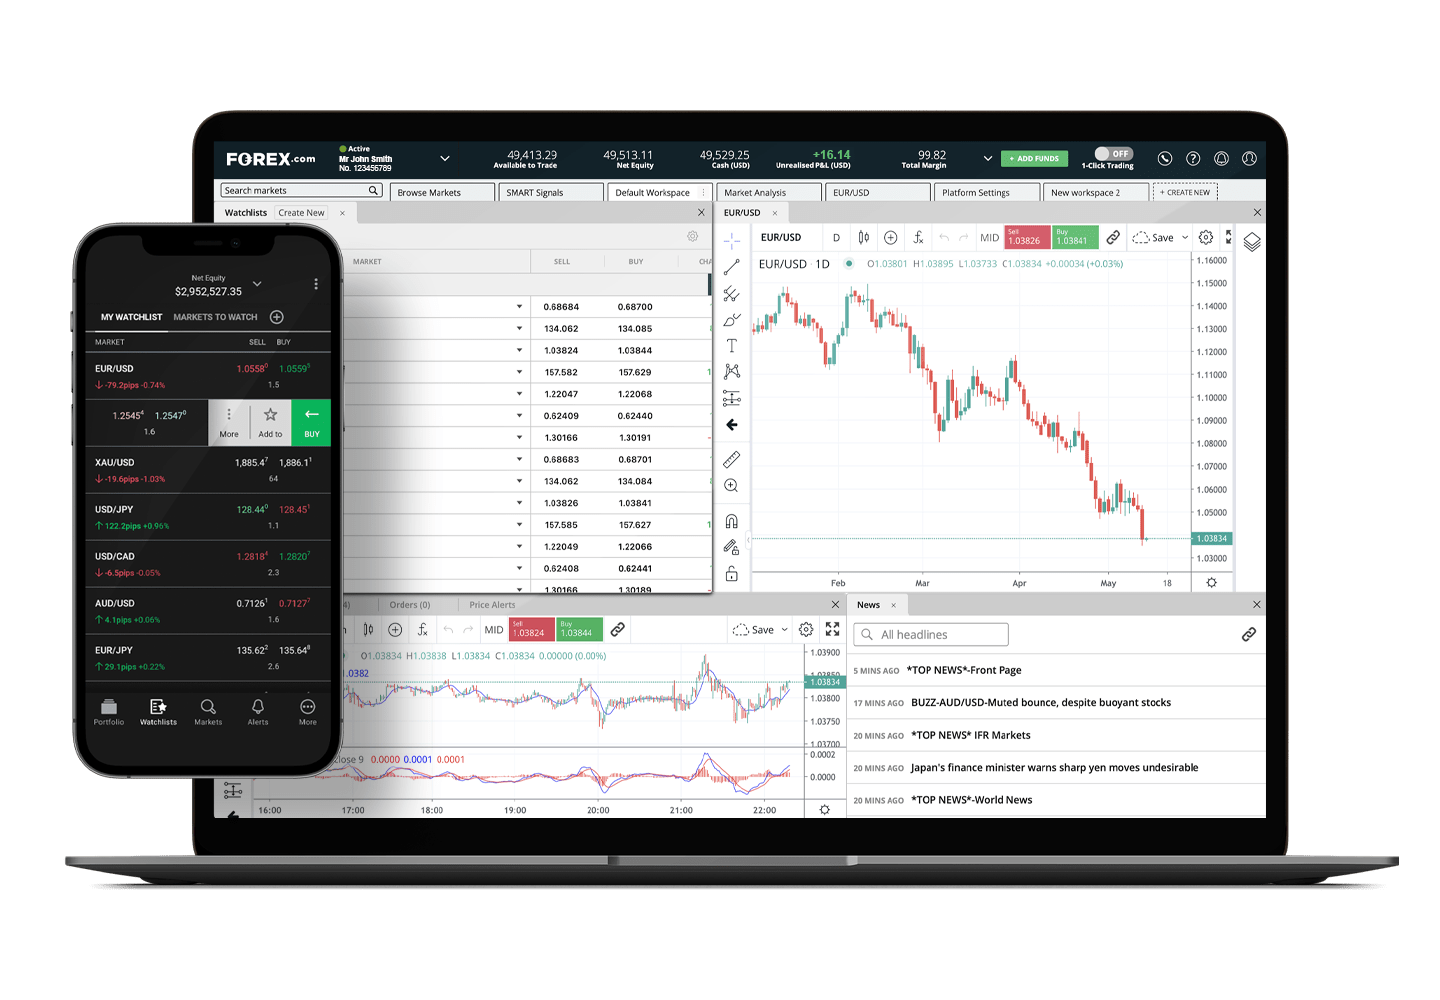 FOREX.com
Active
Mr John Smith
No. 123456789
49,413.29
Available to Trade
49,513.11
Net Equity
49,529.25
Cash (USD)
+16.14
Unrealised P&L (USD)
99.82
Total Margin
+ ADD FUNDS
OFF
1-Click Trading
Search markets
Browse Markets
SMART Signals
Default Workspace
Market Analysis
EUR/USD
Platform Settings
New workspace 2
+ CREATE NEW
Watchlists Create New ×
MARKET SELL BUY CHA
0.68684 0.68700
134.062 134.085
1.03824 1.03844
157.582 157.629
1.22047 1.22068
0.62409 0.62440
1.30166 1.30191
0.68683 0.68701
134.062 134.084
1.03826 1.03841
157.585 157.627
1.22049 1.22066
0.62408 0.62441
1.30166 1.30189
EUR/USD ×
EUR/USD D MID
Sell
1.03826
Buy
1.03841
Save
EUR/USD 1D O1.03801 H1.03895 L1.03733 C1.03834 +0.00034 (+0.03%)
1.16000
1.15000
1.14000
1.13000
1.12000
1.11000
1.10000
1.09000
1.08000
1.07000
1.06000
1.05000
1.03834
1.03000
Feb Mar Apr May 18
4) Orders (0) Price Alerts
MID
Sell
1.03824
Buy
1.03844
Save
O1.03834 H1.03838 L1.03834 C1.03834 0.00000 (0.00%)
1.0382
1.03900
1.03850
1.03834
1.03800
1.03750
1.03700
close 9 0.0000 0.0001 0.0001
0.0002
0.0000
16:00 17:00 18:00 19:00 20:00 21:00 22:00
News ×
All headlines
5 MINS AGO *TOP NEWS*-Front Page
17 MINS AGO BUZZ-AUD/USD-Muted bounce, despite buoyant stocks
20 MINS AGO *TOP NEWS* IFR Markets
20 MINS AGO Japan's finance minister warns sharp yen moves undesirable
20 MINS AGO *TOP NEWS*-World News
Net Equity
$2,952,527.35
MY WATCHLIST MARKETS TO WATCH
MARKET SELL BUY
EUR/USD 1.0558⁰ 1.0559⁵
-79.2pips -0.74% 1.5
1.2545⁴ 1.2547⁰
1.6
More Add to BUY
XAU/USD 1,885.4⁷ 1,886.1¹
-19.6pips -1.03% 64
USD/JPY 128.44⁰ 128.45¹
122.2pips +0.96% 1.1
USD/CAD 1.2818⁴ 1.2820⁷
-6.5pips -0.05% 2.3
AUD/USD 0.7126¹ 0.7127⁷
4.1pips +0.06% 1.6
EUR/JPY 135.62² 135.64⁸
29.1pips +0.22% 2.6
Portfolio Watchlists Markets Alerts More